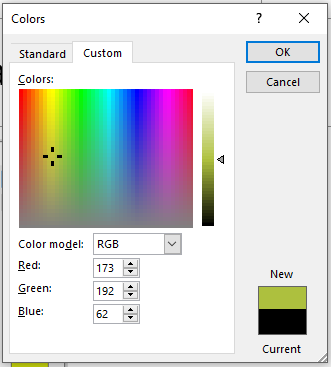 Colors ? ×
Standard Custom OK
Cancel
Colors:
Color model: RGB
Red: 173
Green: 192
Blue: 62
New
Current